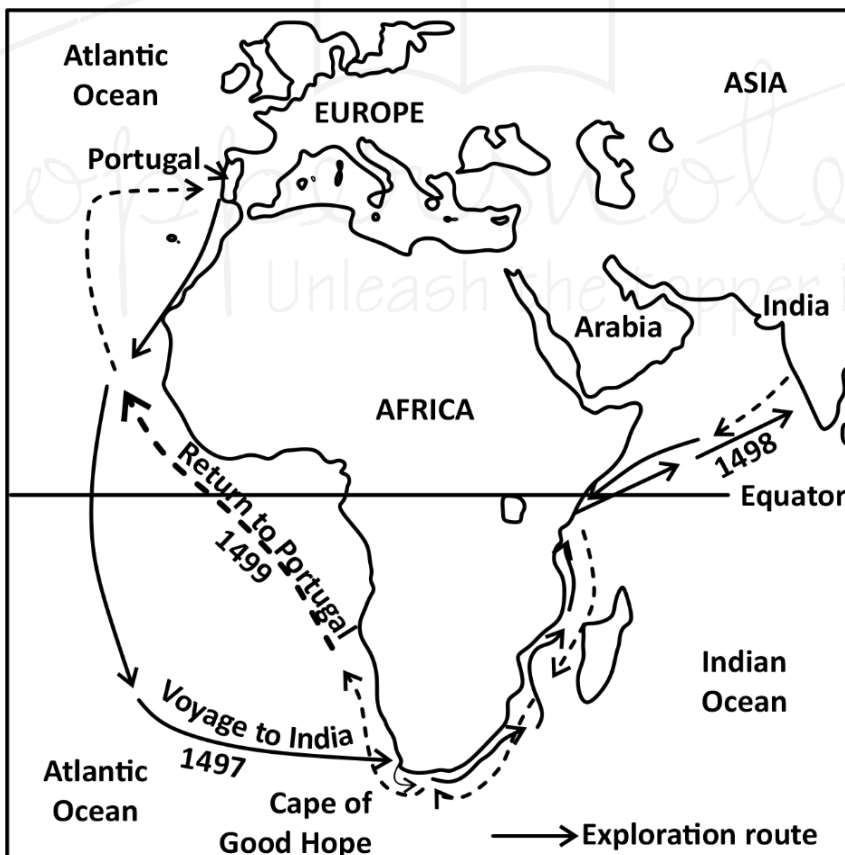 Atlantic
Ocean
ASIA
EUROPE
Portugal
India
Arabia
AFRICA
1498
Equator
Return to Portugal
1499
Indian
Ocean
Voyage to India
1497
Atlantic
Ocean
Cape of
Good Hope
Exploration route
Unleash the topper